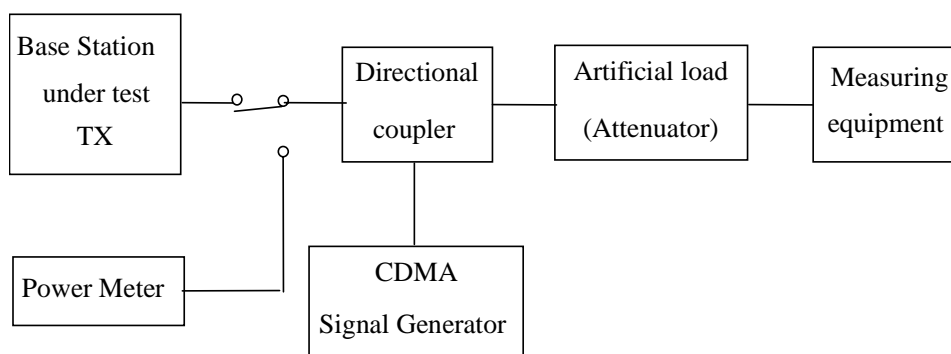 Base Station
under test
TX
Directional
coupler
Artificial load
(Attenuator)
Measuring
equipment
Power Meter
CDMA
Signal Generator